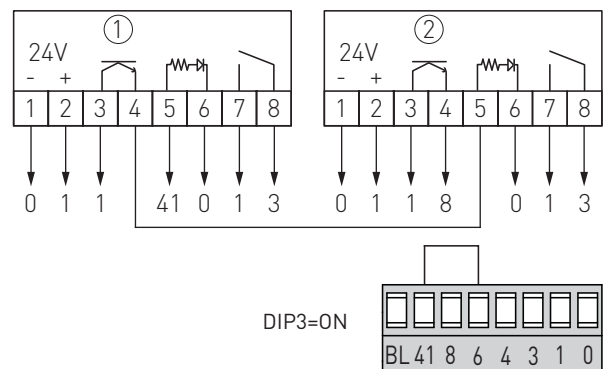 ① ②
24V 24V
- + - +
1 2 3 4 5 6 7 8 1 2 3 4 5 6 7 8
0 1 1 41 0 1 3 0 1 1 8 0 1 3
DIP3=ON
BL 41 8 6 4 3 1 0